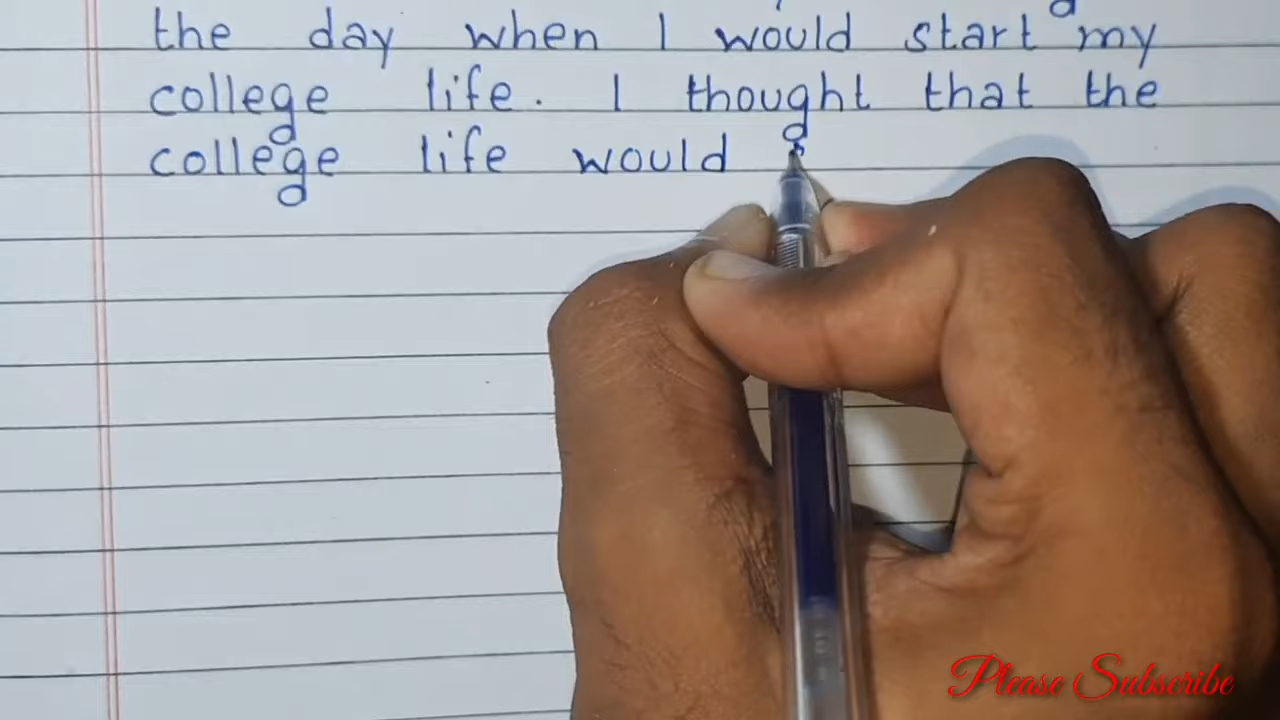 the day when I would start my
college life. I thought that the
college life would
Please Subscribe